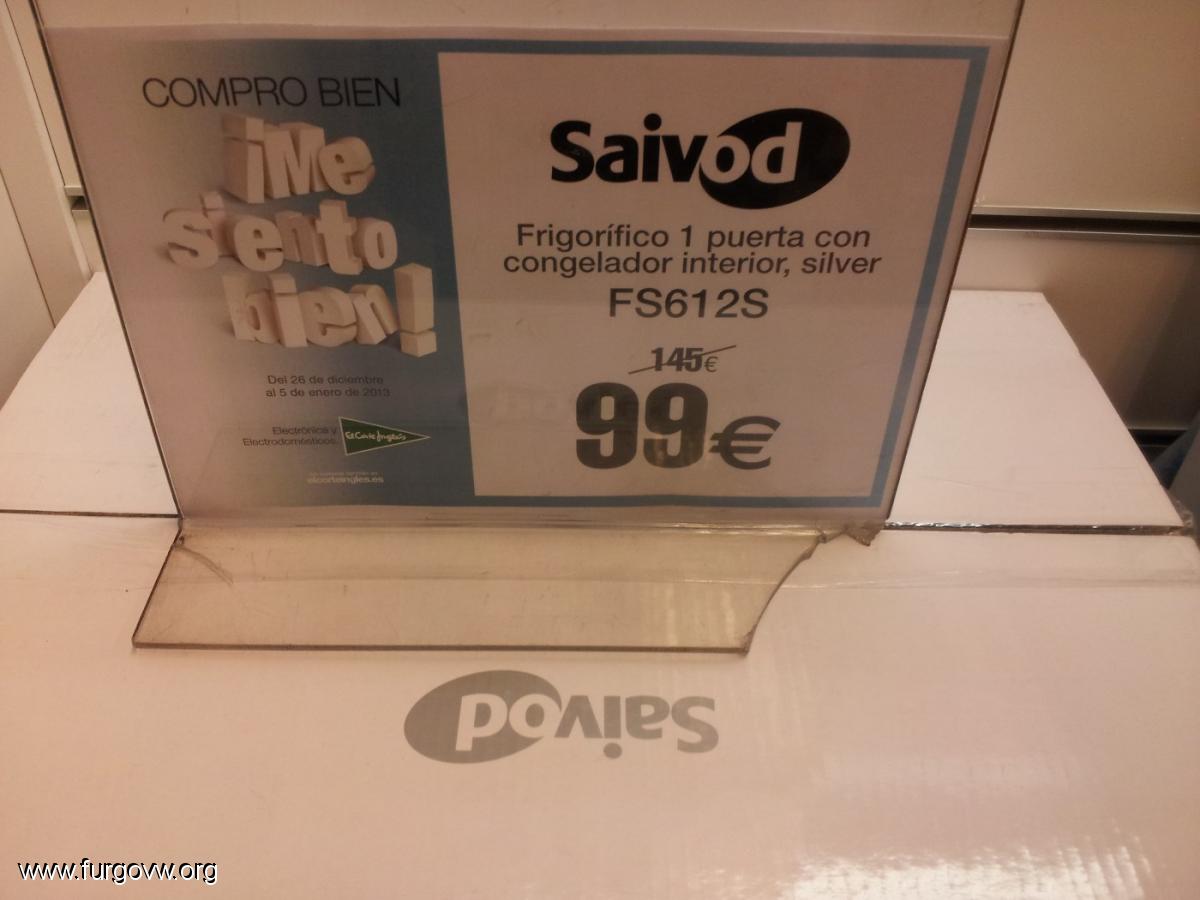 COMPRO BIEN
¡Me
siento
bien!
Del 26 de diciembre
al 5 de enero de 2013
Electrónica y
Electrodomésticos.
El Corte Inglés
elcorteingles.es
Saivod
Frigorífico 1 puerta con
congelador interior, silver
FS612S
145€
99€
Saivod
www.furgovw.org